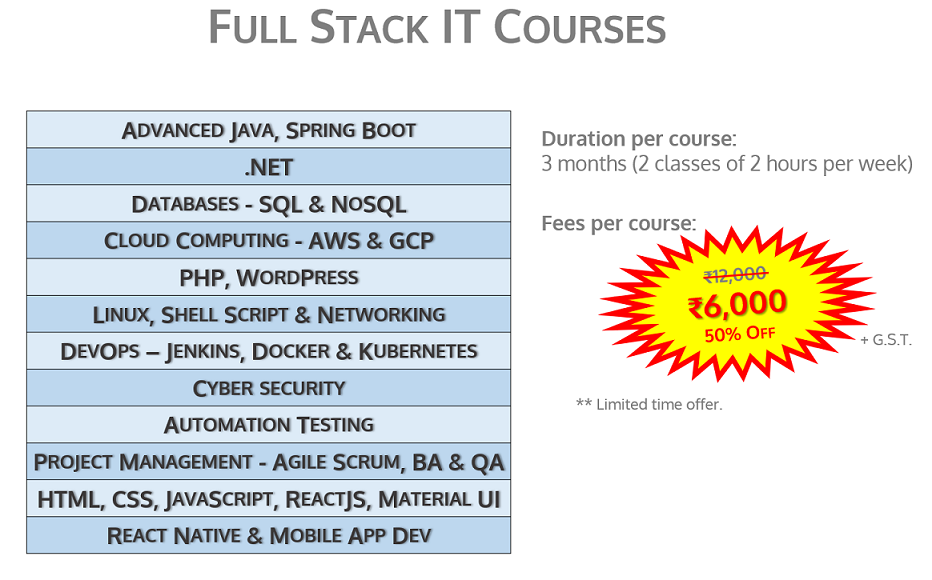 Full Stack IT Courses
Advanced Java, Spring Boot
.NET
Databases - SQL & NoSQL
Cloud Computing - AWS & GCP
PHP, WordPress
Linux, Shell Script & Networking
DevOps – Jenkins, Docker & Kubernetes
Cyber security
Automation Testing
Project Management - Agile Scrum, BA & QA
HTML, CSS, JavaScript, ReactJS, Material UI
React Native & Mobile App Dev
Duration per course:
3 months (2 classes of 2 hours per week)
Fees per course:
₹12,000
₹6,000
50% Off
+ G.S.T.
** Limited time offer.